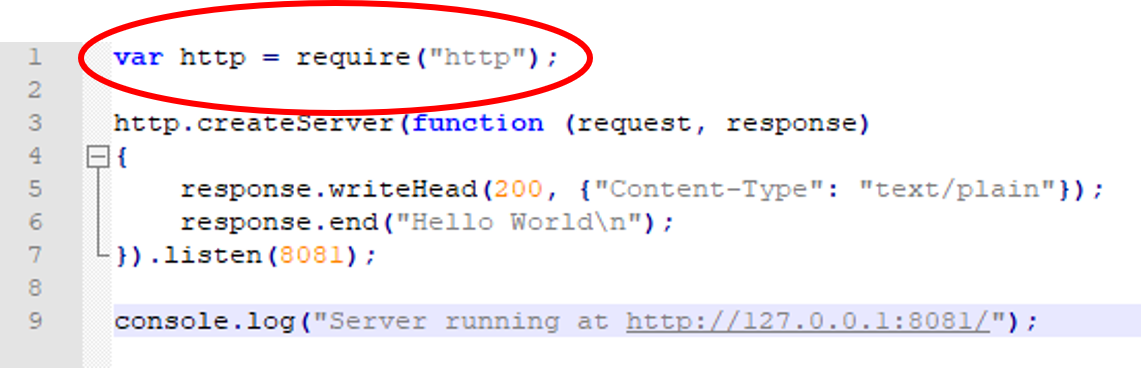 1 var http = require("http");
2
3 http.createServer(function (request, response)
4 {
5 response.writeHead(200, {"Content-Type": "text/plain"});
6 response.end("Hello World\n");
7 }).listen(8081);
8
9 console.log("Server running at http://127.0.0.1:8081/");